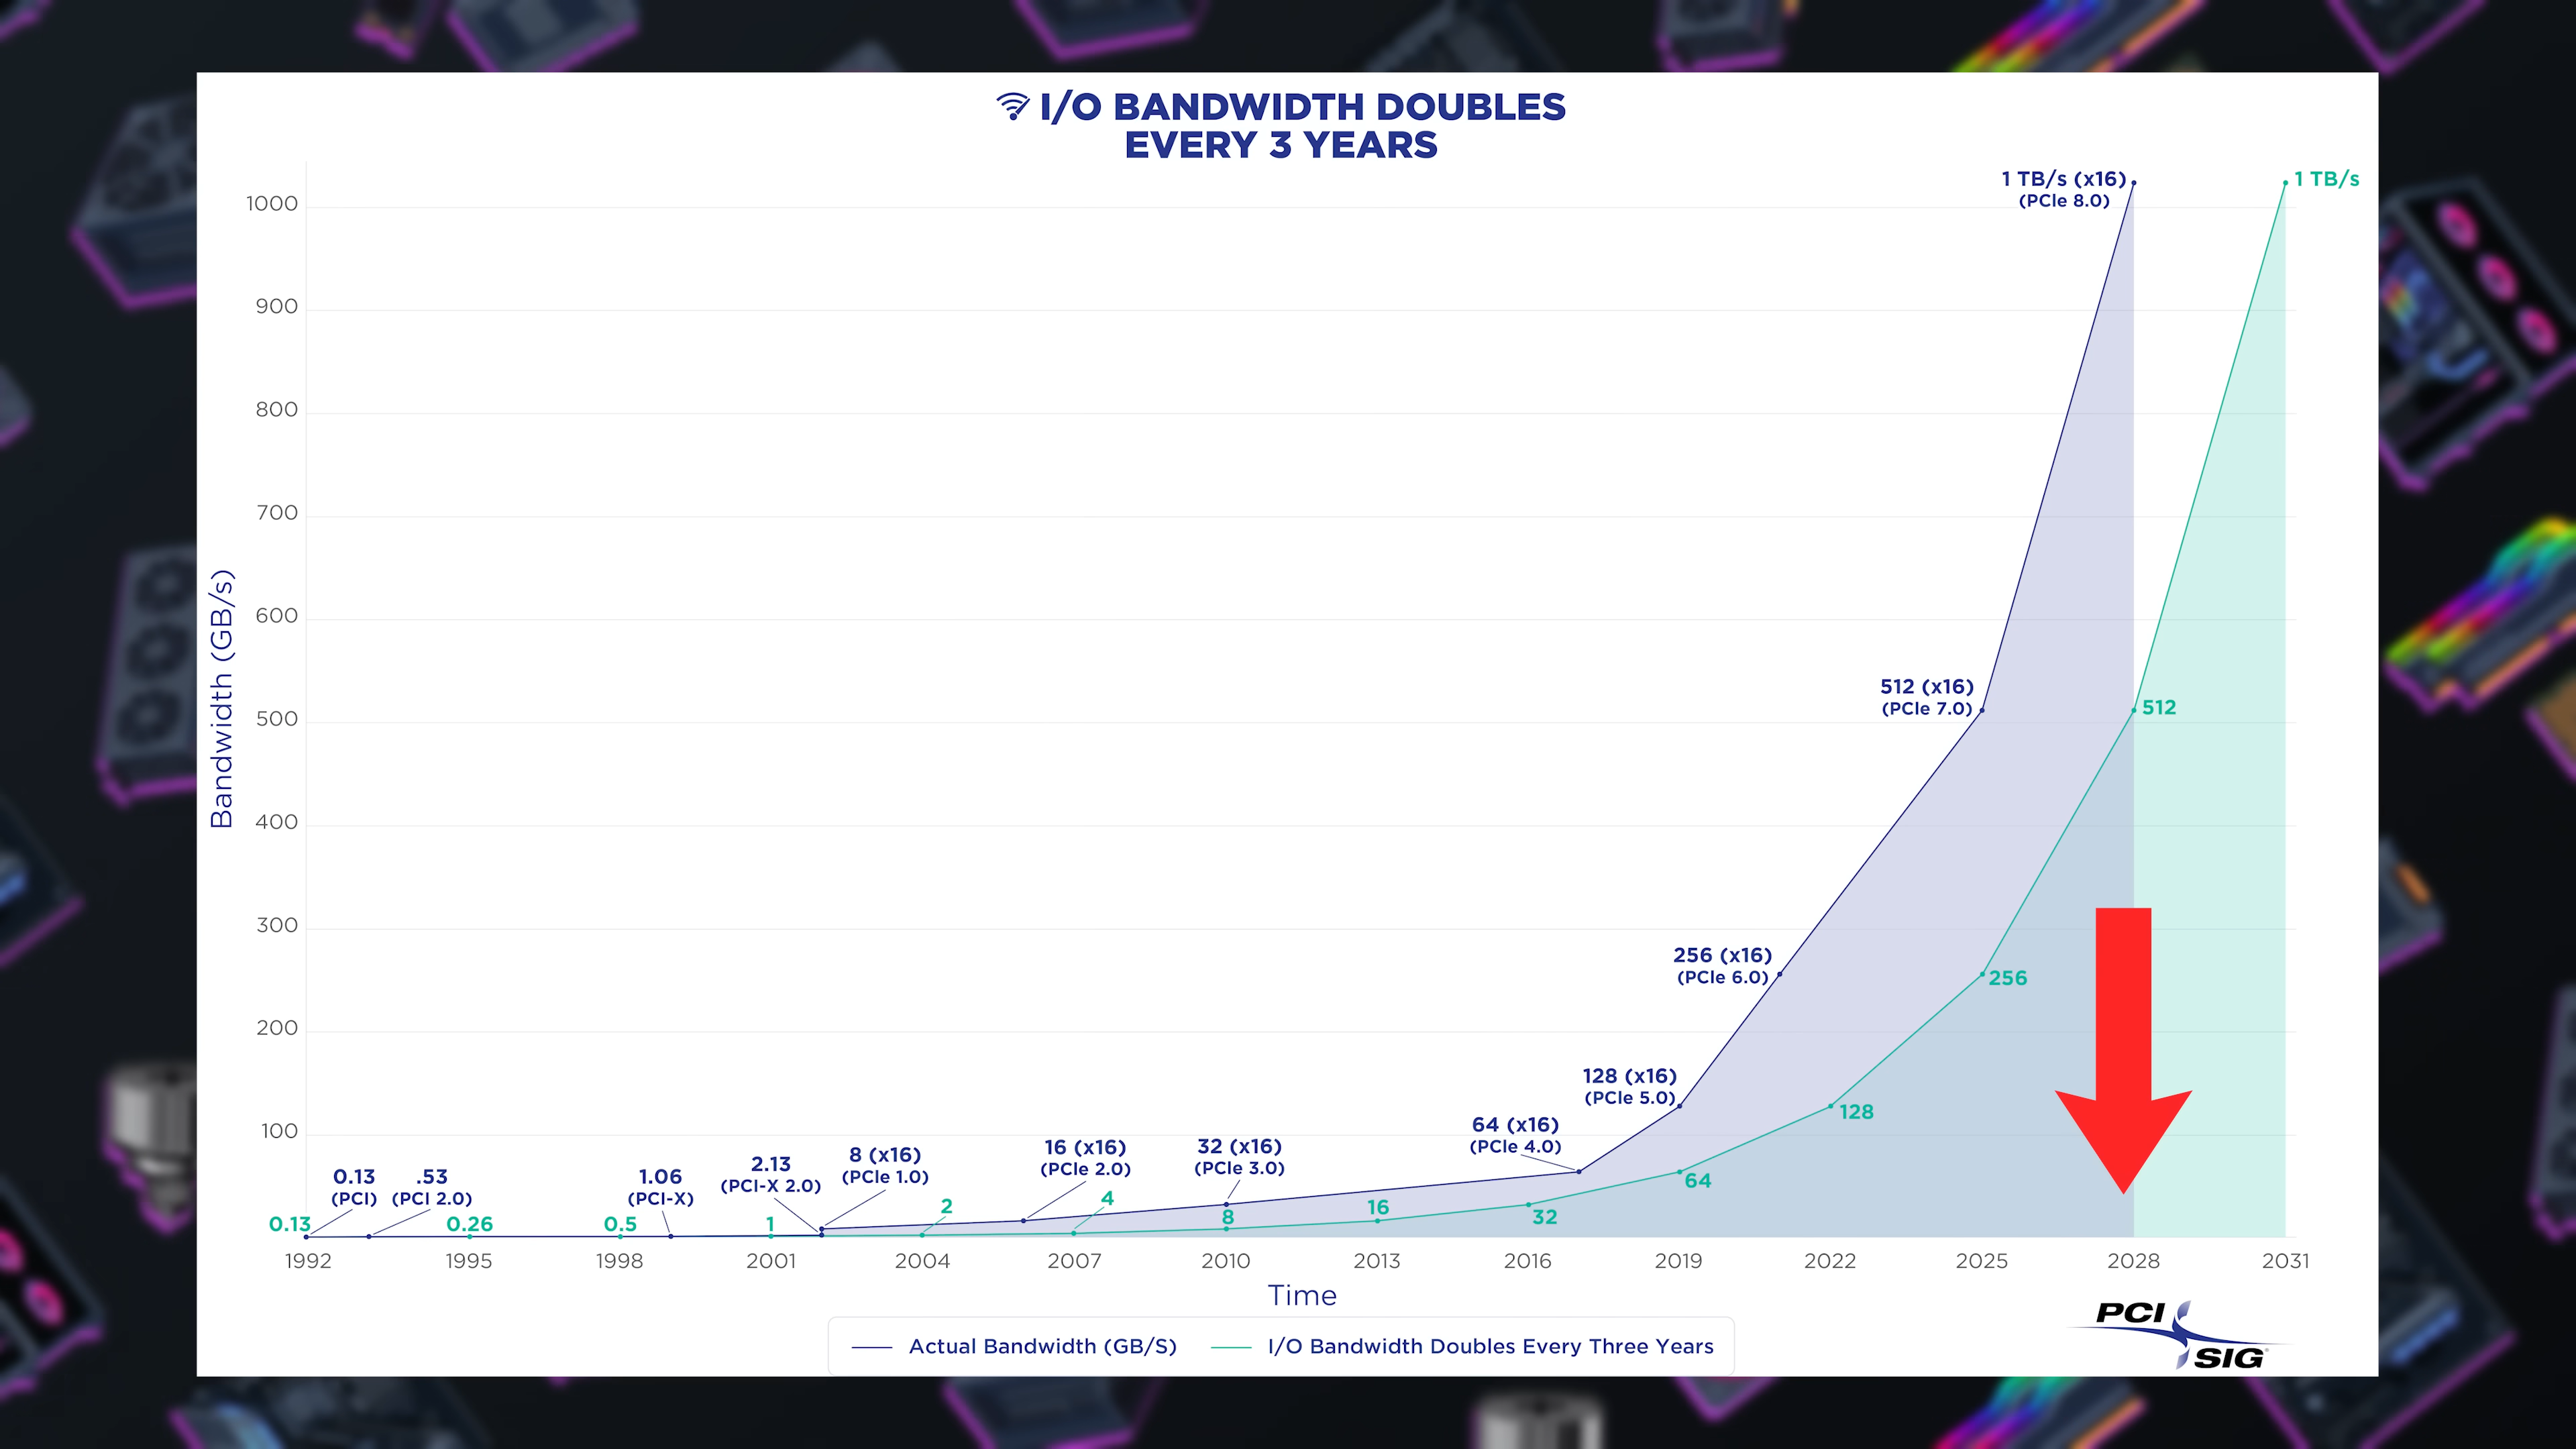 I/O BANDWIDTH DOUBLES
EVERY 3 YEARS
Bandwidth (GB/s)
1000
900
800
700
600
500
400
300
200
100
1 TB/s (x16)
(PCIe 8.0)
1 TB/s
512 (x16)
(PCIe 7.0)
512
256 (x16)
(PCIe 6.0)
256
128 (x16)
(PCIe 5.0)
128
64 (x16)
(PCIe 4.0)
64
32 (x16)
(PCIe 3.0)
32
16 (x16)
(PCIe 2.0)
16
8 (x16)
(PCIe 1.0)
8
2.13
(PCI-X 2.0)
4
2
1.06
(PCI-X)
1
.53
(PCI 2.0)
0.5
0.13
(PCI)
0.26
0.13
1992 1995 1998 2001 2004 2007 2010 2013 2016 2019 2022 2025 2028 2031
Time
Actual Bandwidth (GB/S) I/O Bandwidth Doubles Every Three Years
PCI
SIG